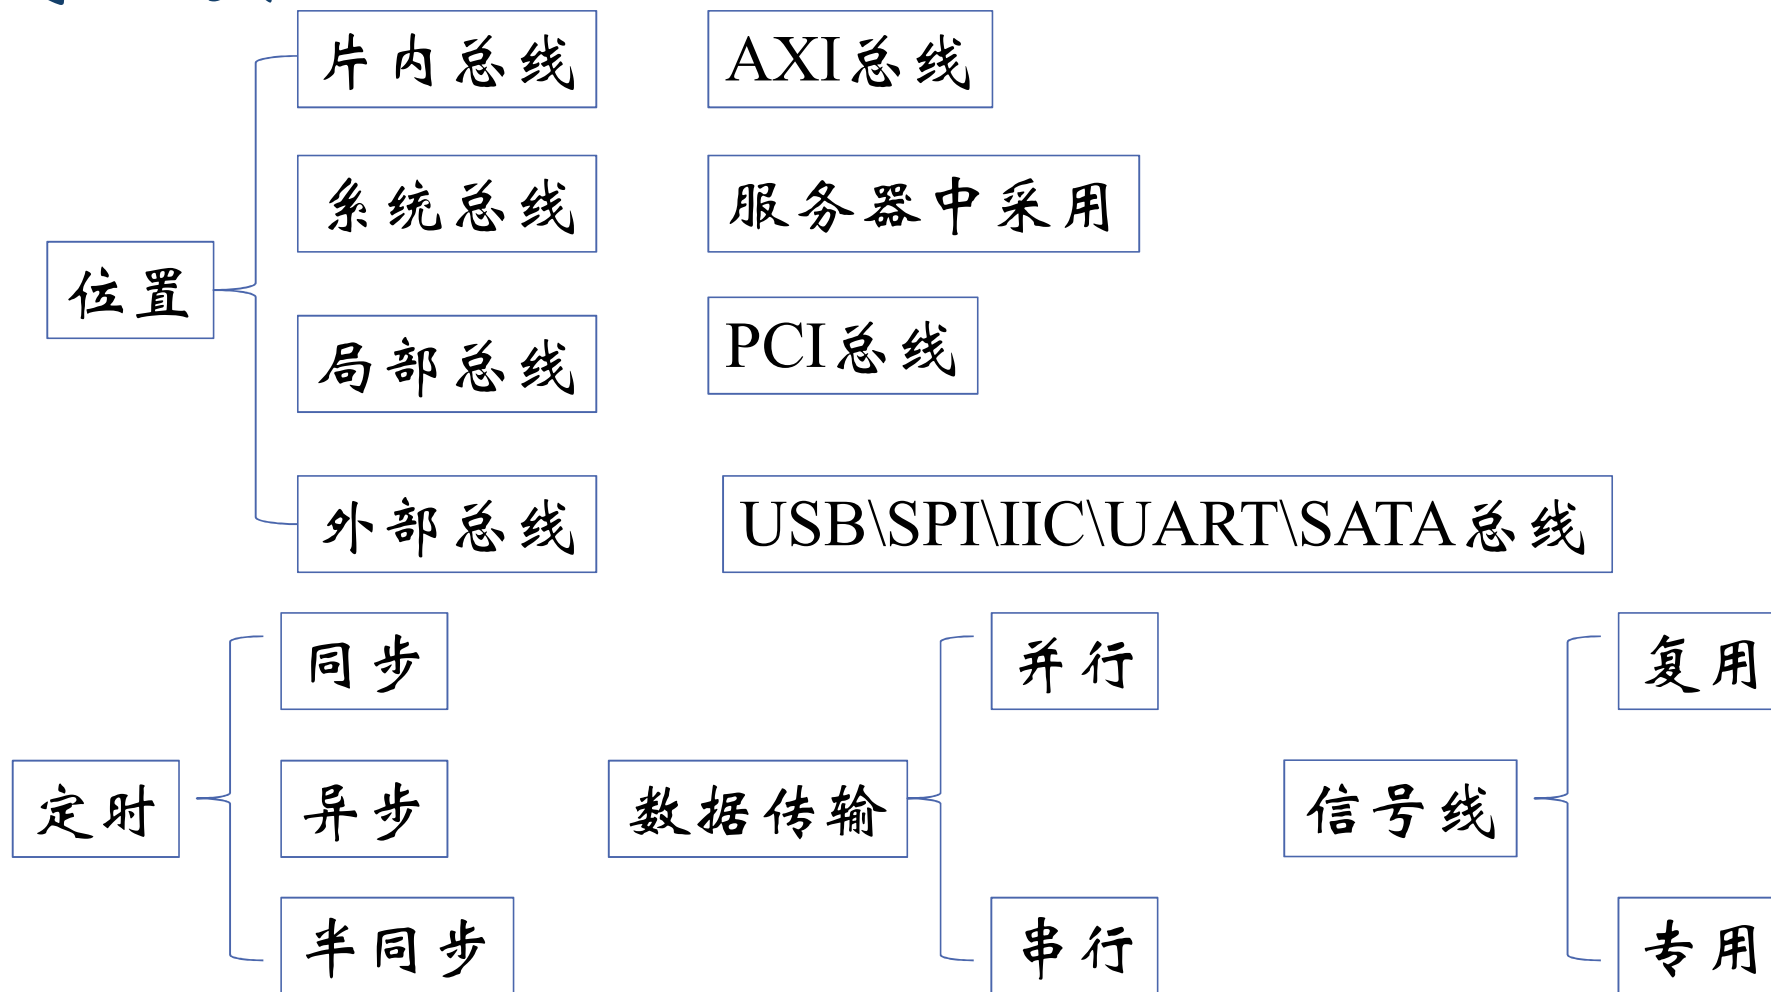 片内总线
AXI总线
系统总线
服务器中采用
位置
局部总线
PCI总线
外部总线
USB\SPI\IIC\UART\SATA总线
定时
同步
异步
半同步
数据传输
并行
串行
信号线
复用
专用